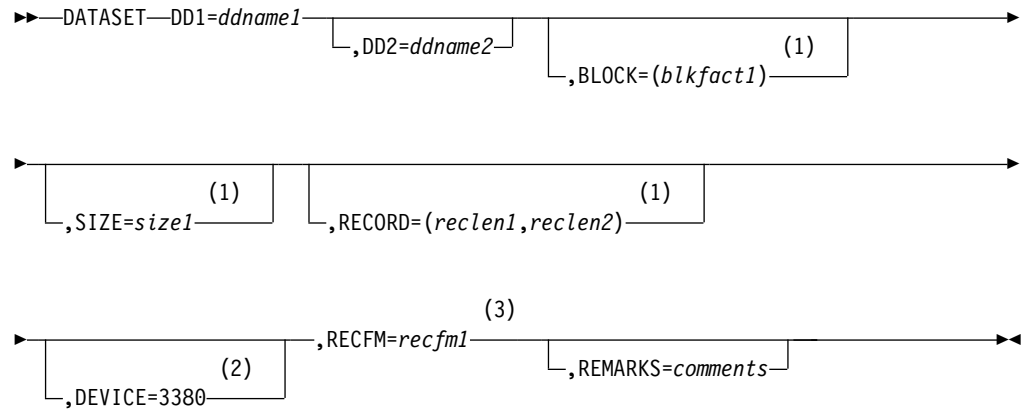 DATASET DD1=ddname1
,DD2=ddname2
(1)
,BLOCK=(blkfact1)
(1)
,SIZE=size1
(1)
,RECORD=(reclen1,reclen2)
(3)
,RECFM=recfm1
(2)
,DEVICE=3380
,REMARKS=comments